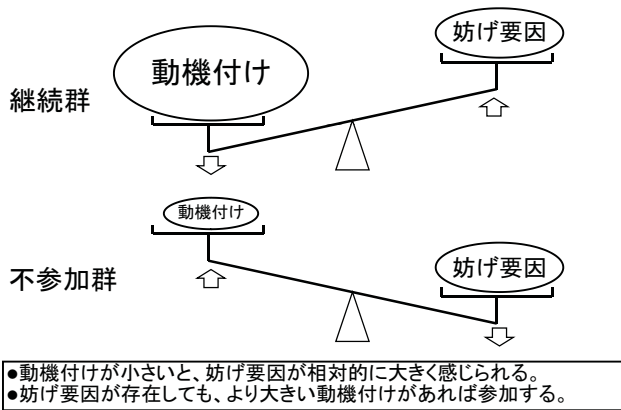 妨げ要因
動機付け
継続群
動機付け
不参加群
妨げ要因
●動機付けが小さいと、妨げ要因が相対的に大きく感じられる。
●妨げ要因が存在しても、より大きい動機付けがあれば参加する。